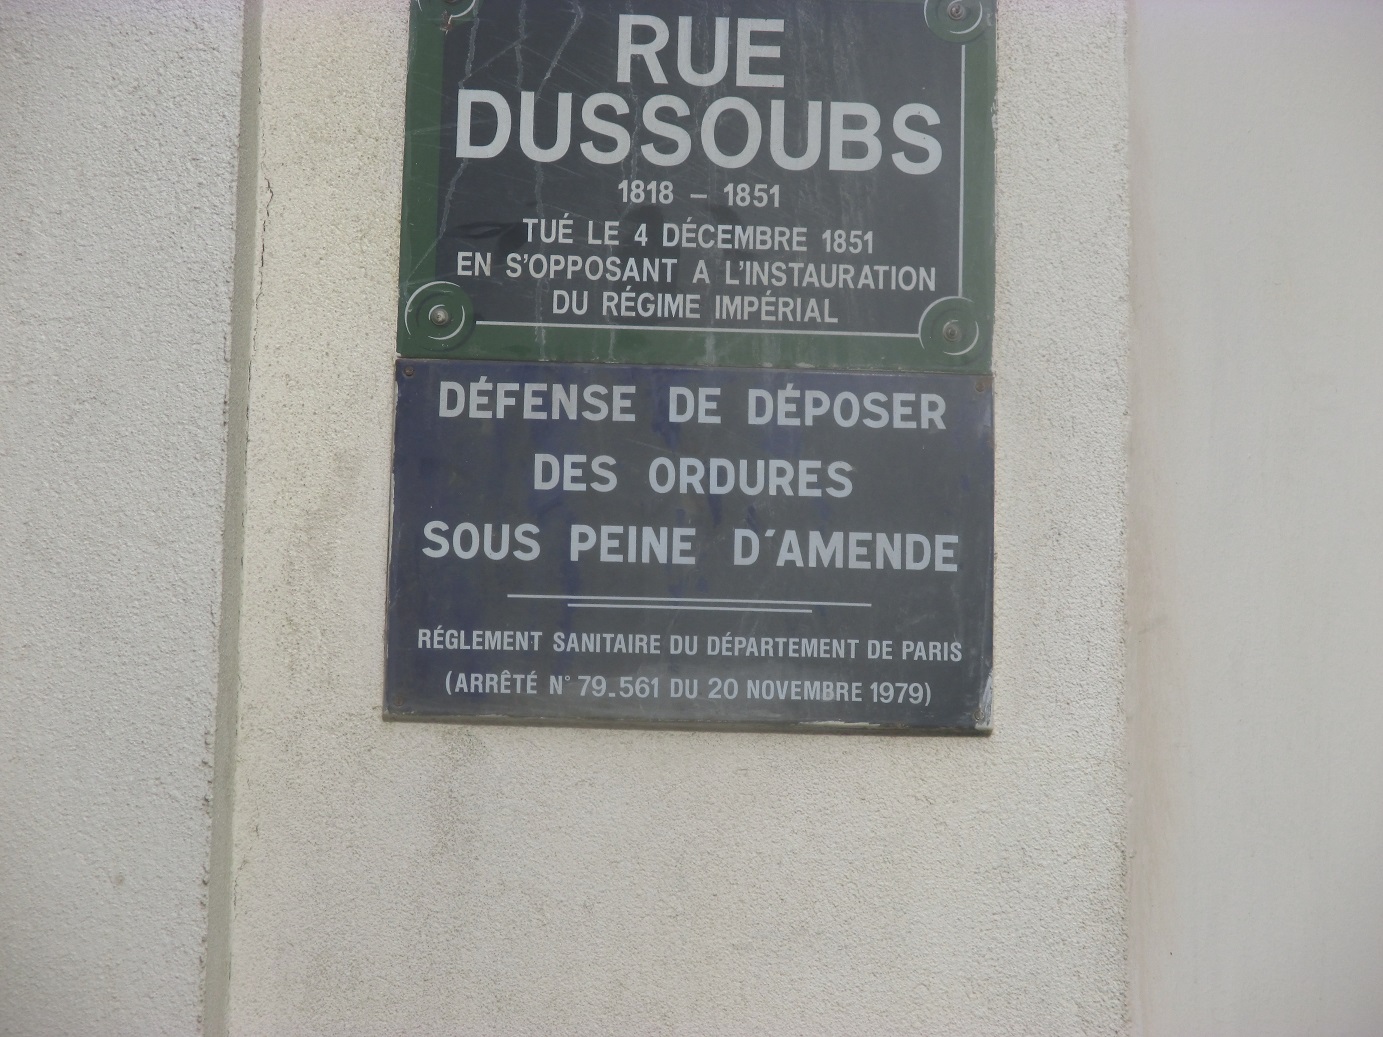 RUE
DUSSOUBS
1818 – 1851
TUÉ LE 4 DÉCEMBRE 1851
EN S'OPPOSANT A L'INSTAURATION
DU RÉGIME IMPÉRIAL
DÉFENSE DE DÉPOSER
DES ORDURES
SOUS PEINE D'AMENDE
RÉGLEMENT SANITAIRE DU DÉPARTEMENT DE PARIS
(ARRÊTÉ N° 79.561 DU 20 NOVEMBRE 1979)